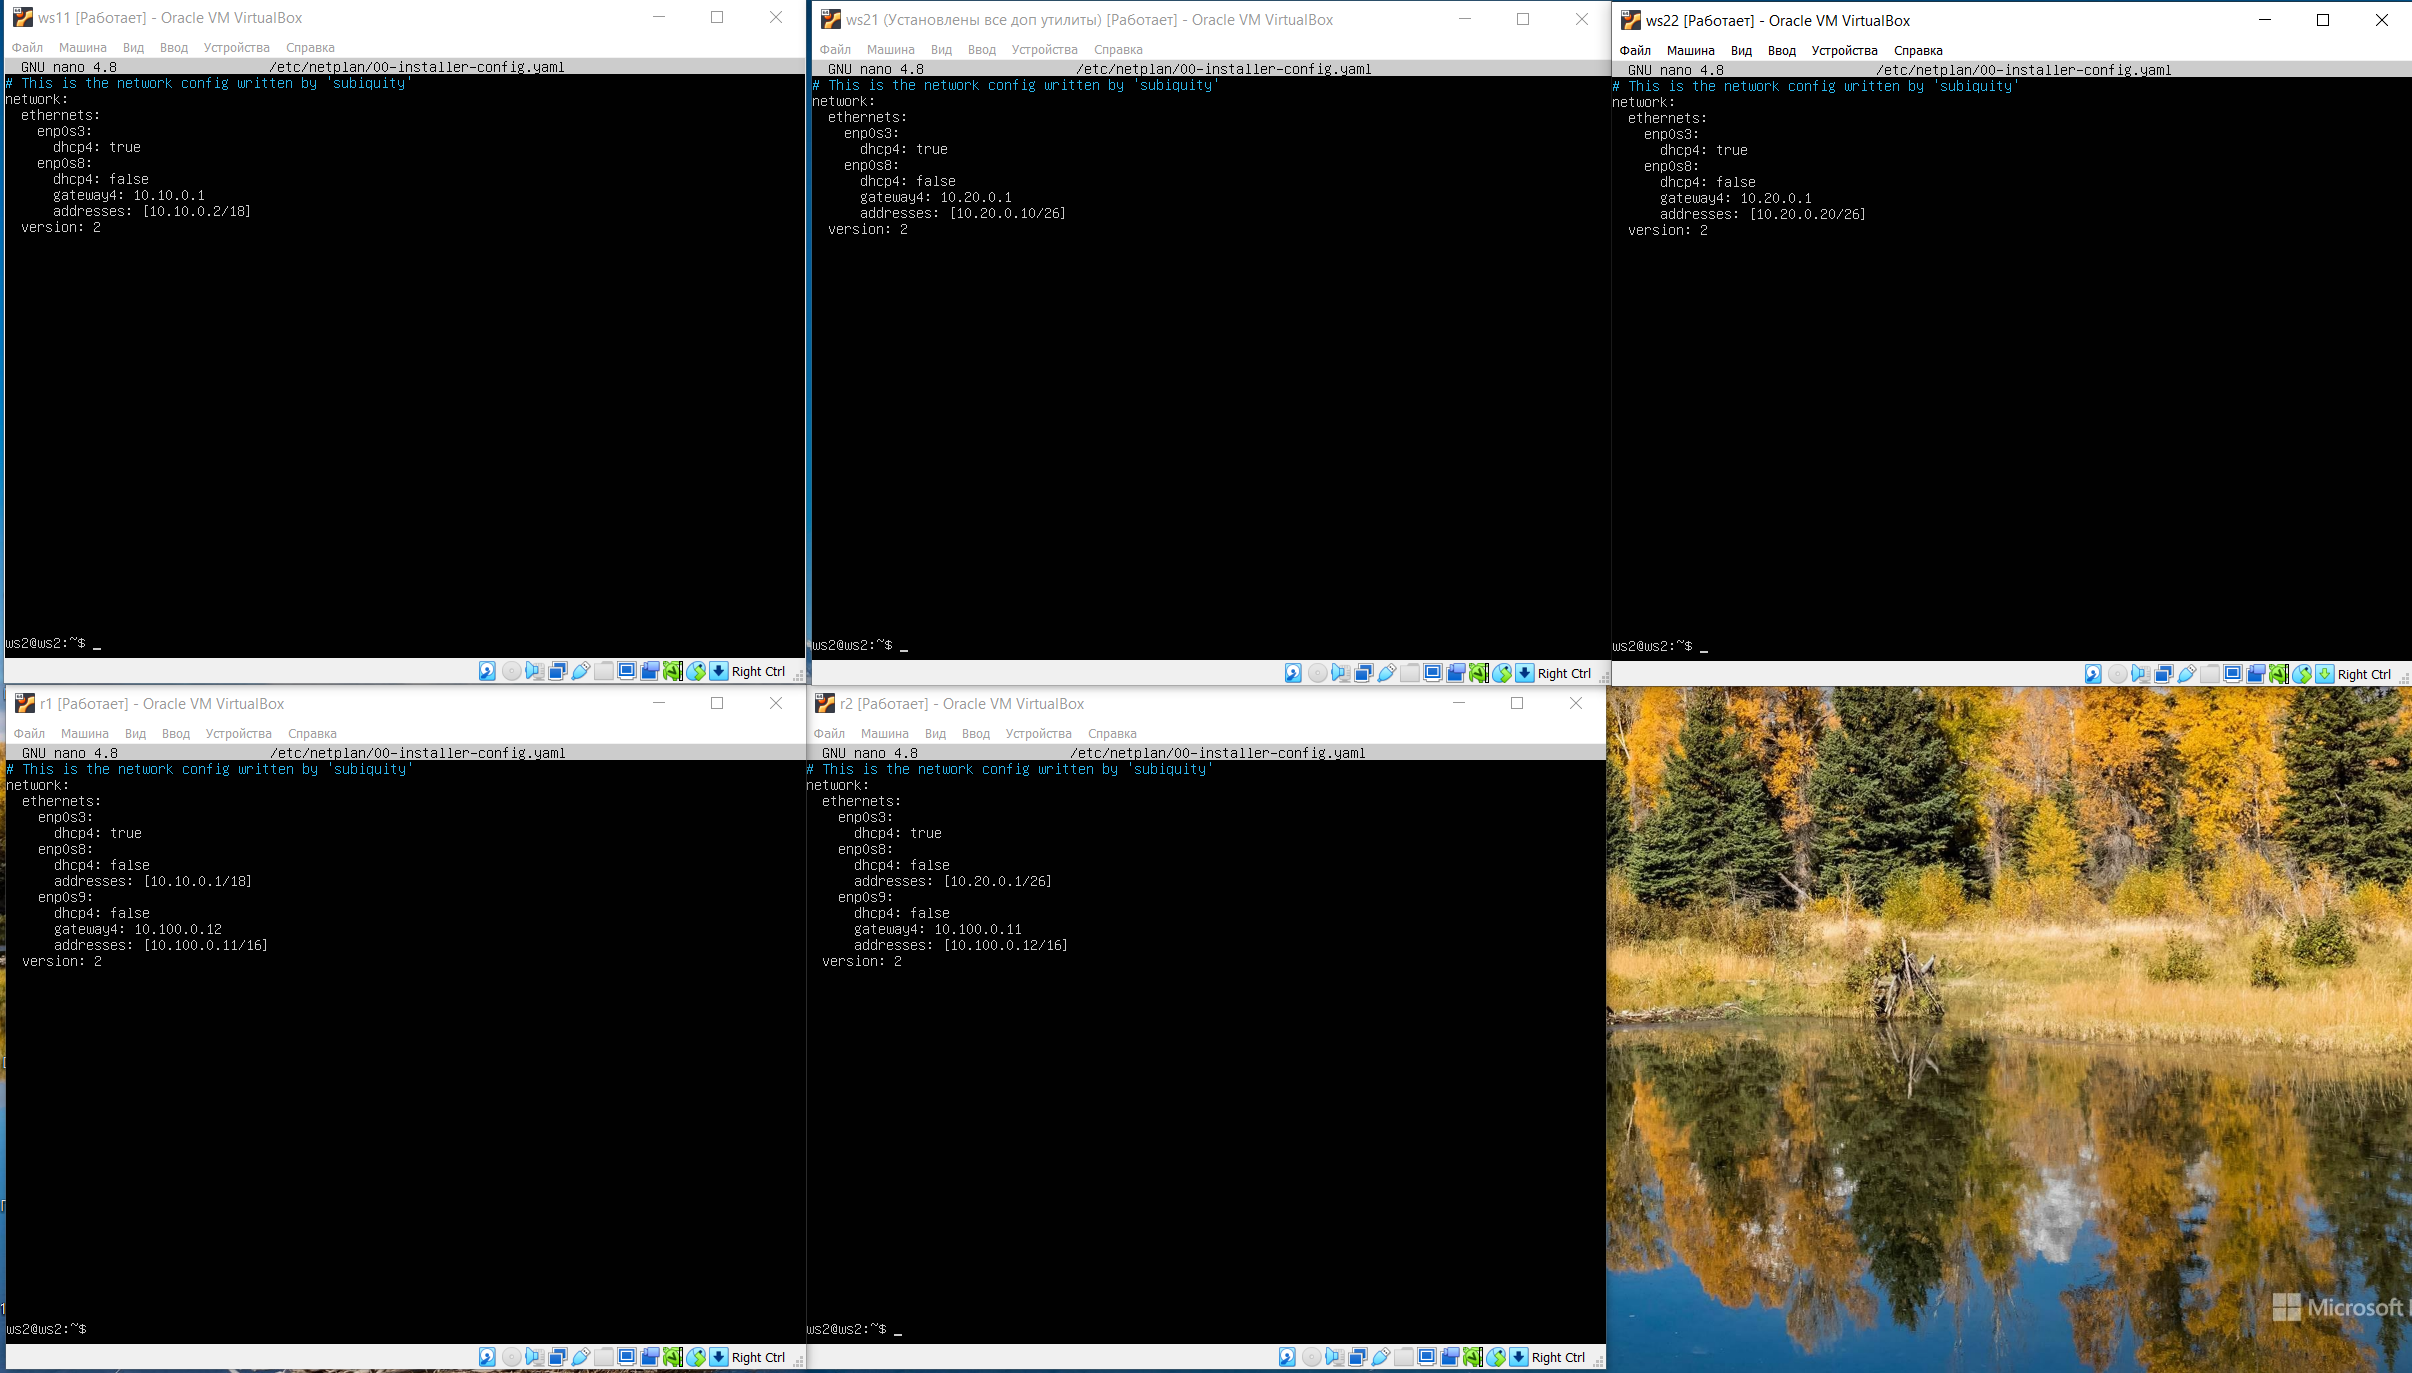 ws11 [Работает] - Oracle VM VirtualBox
Файл Машина Вид Ввод Устройства Справка
GNU nano 4.8 /etc/netplan/00-installer-config.yaml
# This is the network config written by 'subiquity'
network:
  ethernets:
    enp0s3:
      dhcp4: true
    enp0s8:
      dhcp4: false
      gateway4: 10.10.0.1
      addresses: [10.10.0.2/18]
  version: 2
ws2@ws2:~$ _
Right Ctrl
ws21 (Установлены все доп утилиты) [Работает] - Oracle VM VirtualBox
Файл Машина Вид Ввод Устройства Справка
GNU nano 4.8 /etc/netplan/00-installer-config.yaml
# This is the network config written by 'subiquity'
network:
  ethernets:
    enp0s3:
      dhcp4: true
    enp0s8:
      dhcp4: false
      gateway4: 10.20.0.1
      addresses: [10.20.0.10/26]
  version: 2
ws2@ws2:~$ _
Right Ctrl
ws22 [Работает] - Oracle VM VirtualBox
Файл Машина Вид Ввод Устройства Справка
GNU nano 4.8 /etc/netplan/00-installer-config.yaml
# This is the network config written by 'subiquity'
network:
  ethernets:
    enp0s3:
      dhcp4: true
    enp0s8:
      dhcp4: false
      gateway4: 10.20.0.1
      addresses: [10.20.0.20/26]
  version: 2
ws2@ws2:~$ _
Right Ctrl
r1 [Работает] - Oracle VM VirtualBox
Файл Машина Вид Ввод Устройства Справка
GNU nano 4.8 /etc/netplan/00-installer-config.yaml
# This is the network config written by 'subiquity'
network:
  ethernets:
    enp0s3:
      dhcp4: true
    enp0s8:
      dhcp4: false
      addresses: [10.10.0.1/18]
    enp0s9:
      dhcp4: false
      gateway4: 10.100.0.12
      addresses: [10.100.0.11/16]
  version: 2
ws2@ws2:~$
Right Ctrl
r2 [Работает] - Oracle VM VirtualBox
Файл Машина Вид Ввод Устройства Справка
GNU nano 4.8 /etc/netplan/00-installer-config.yaml
# This is the network config written by 'subiquity'
network:
  ethernets:
    enp0s3:
      dhcp4: true
    enp0s8:
      dhcp4: false
      addresses: [10.20.0.1/26]
    enp0s9:
      dhcp4: false
      gateway4: 10.100.0.11
      addresses: [10.100.0.12/16]
  version: 2
ws2@ws2:~$ _
Right Ctrl
Microsoft